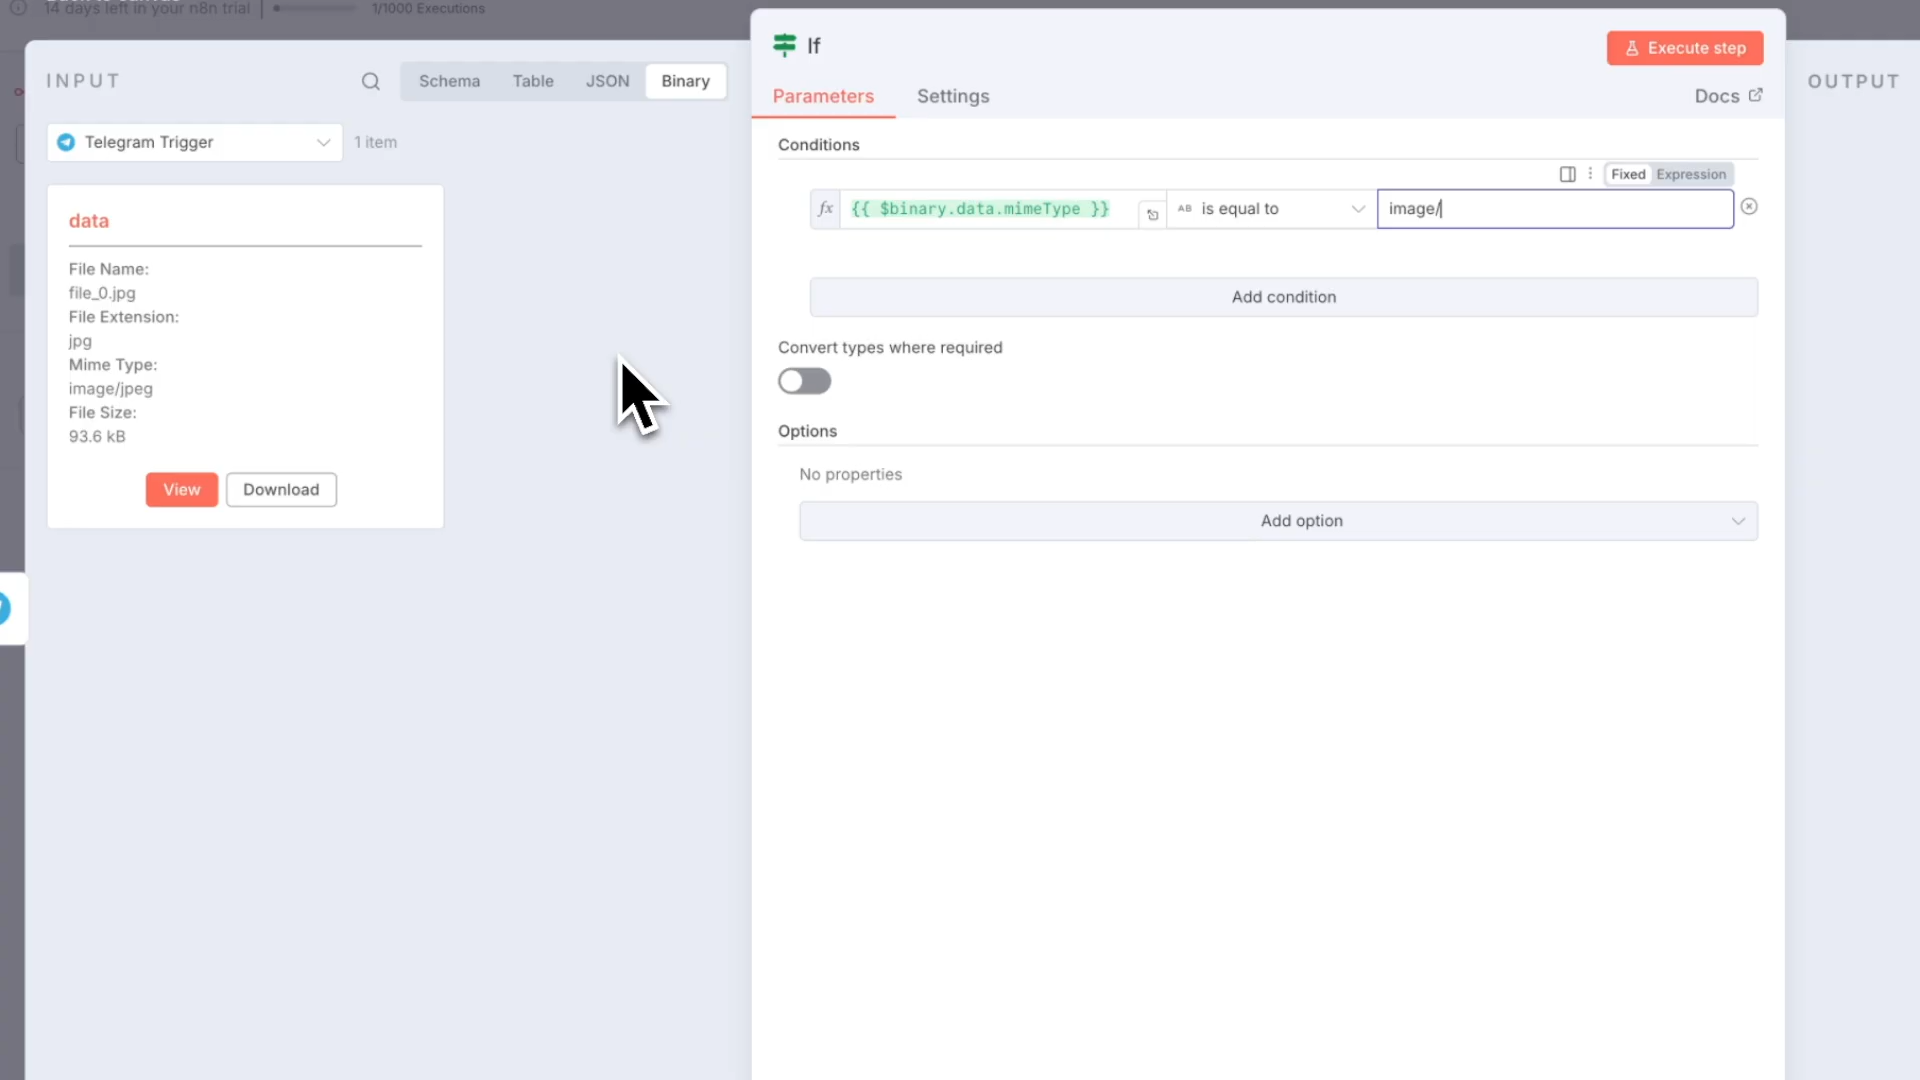 14 days left in your n8n trial
1/1000 Executions
INPUT
Schema
Table
JSON
Binary
Telegram Trigger
1 item
data
File Name:
file_0.jpg
File Extension:
jpg
Mime Type:
image/jpeg
File Size:
93.6 kB
View
Download
If
Execute step
Parameters
Settings
Docs
Conditions
Fixed
Expression
fx
{{ $binary.data.mimeType }}
AB
is equal to
image/
Add condition
Convert types where required
Options
No properties
Add option
OUTPUT